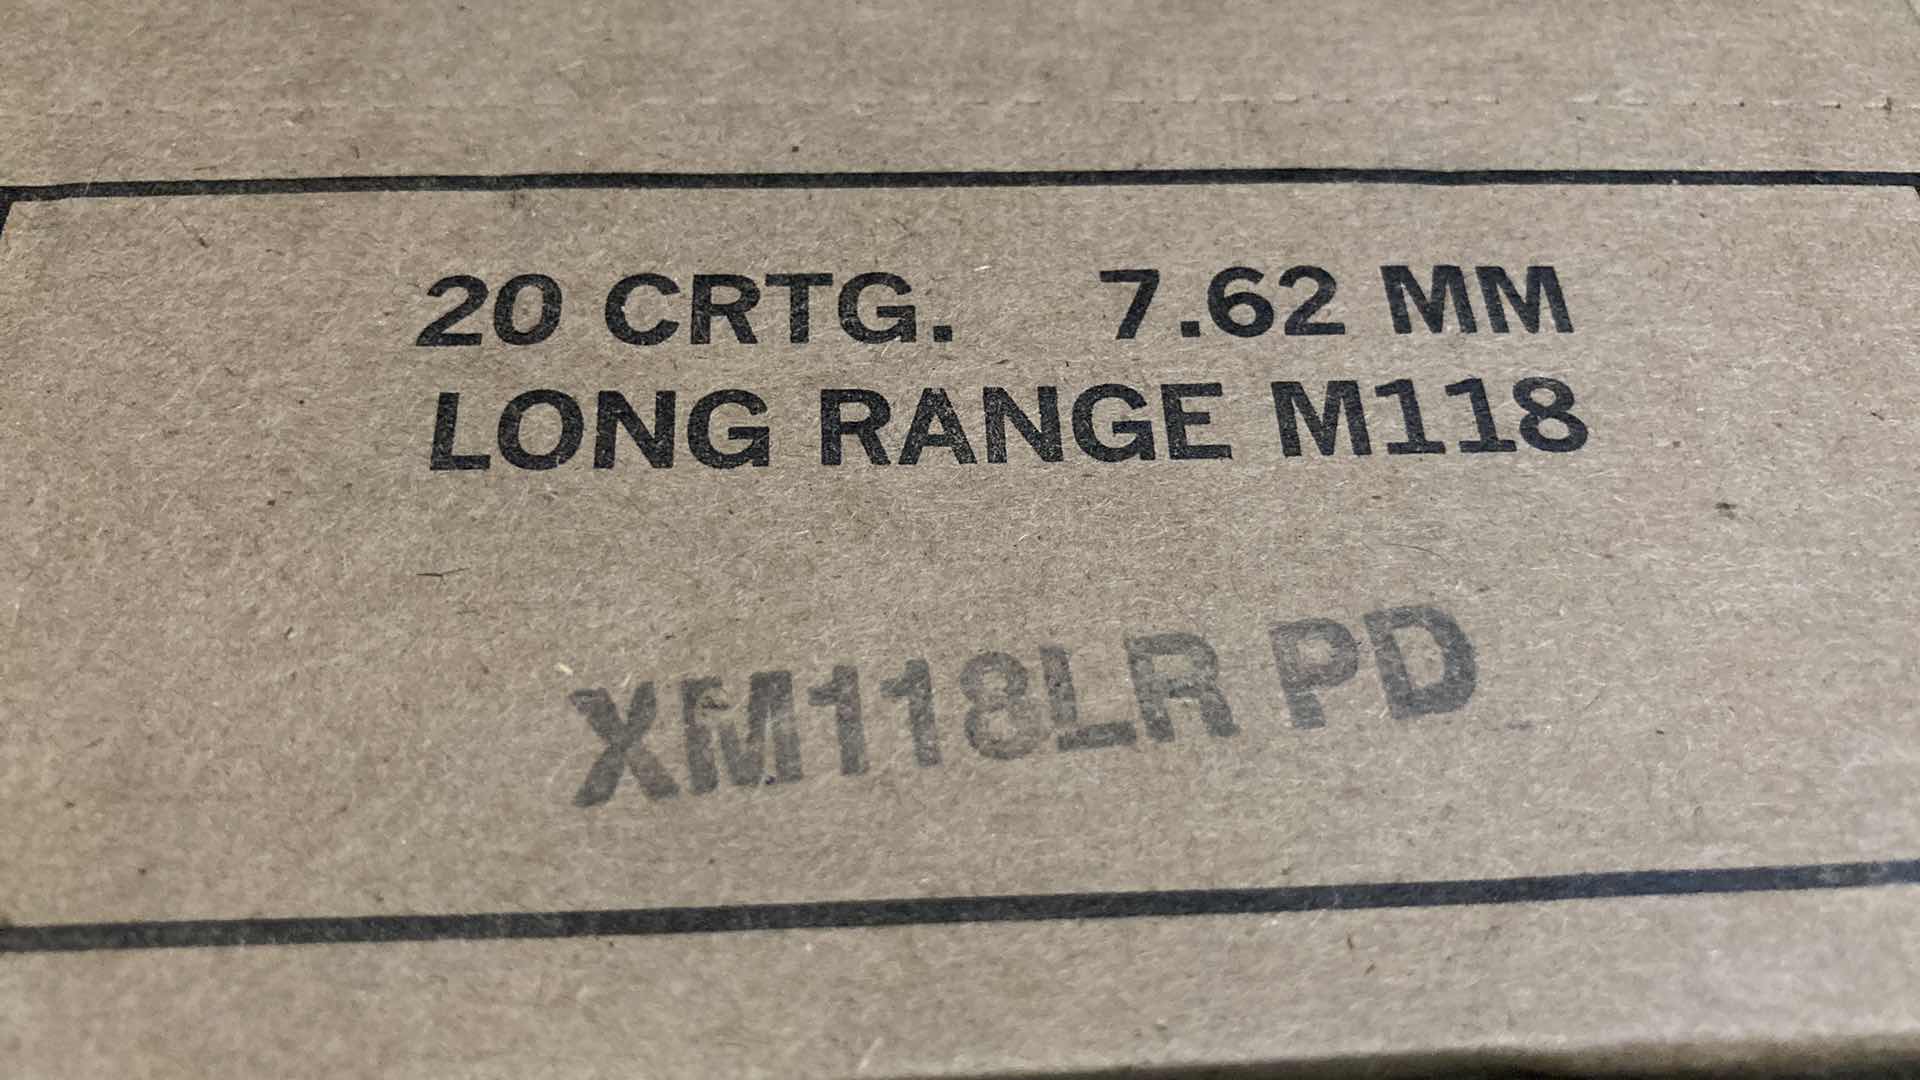 20 CRTG. 7.62 MM
LONG RANGE M118
XM118LR PD